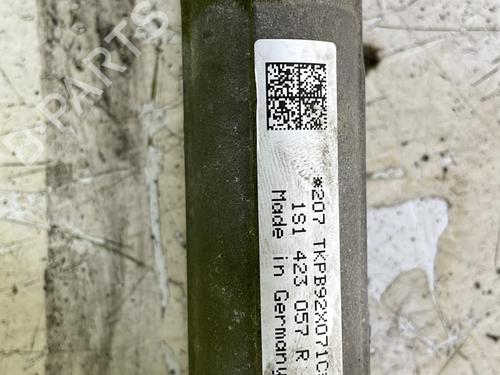 *207 TKPB92X071C*
1S1 423 057 R
Made in Germany
B-PARTS